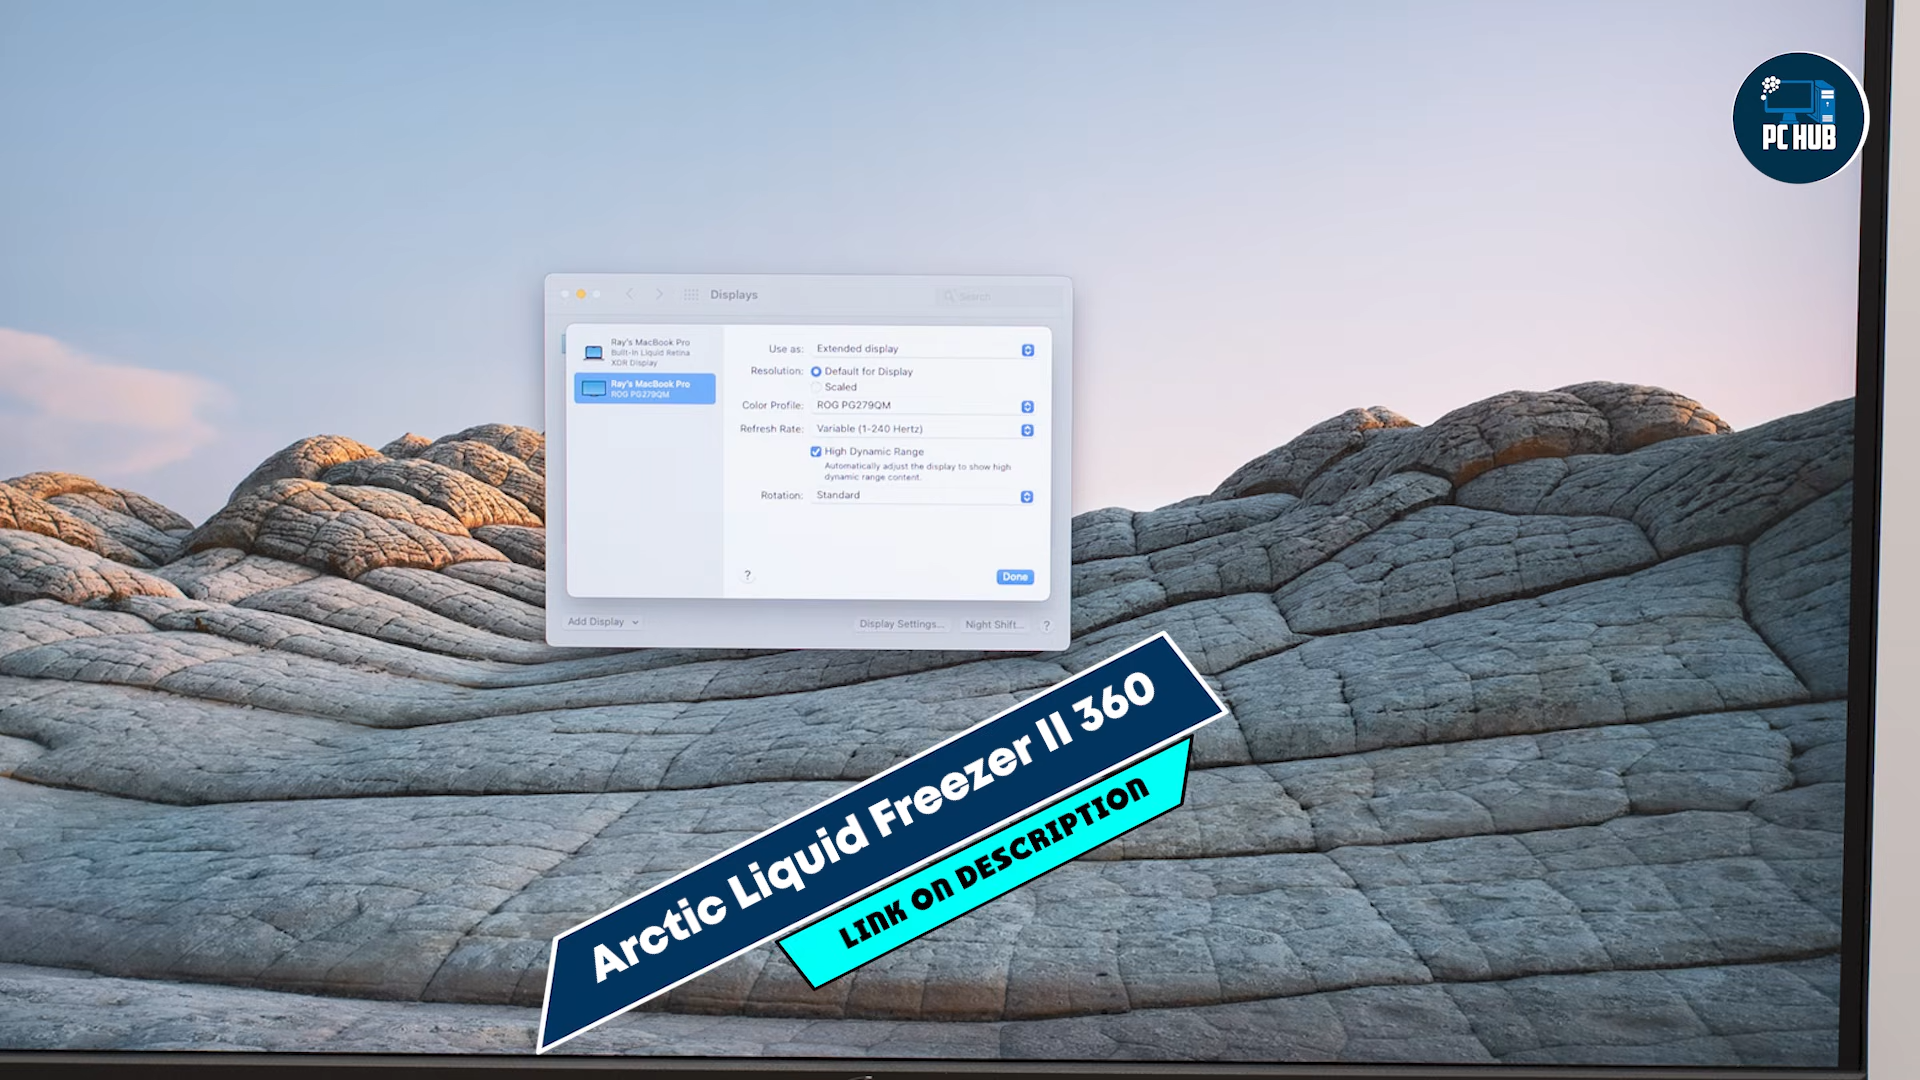 PC HUB
Displays
Search
Ray's MacBook Pro
Built-in Liquid Retina
XDR Display
Ray's MacBook Pro
ROG PG279QM
Use as: Extended display
Resolution: Default for Display
Scaled
Color Profile: ROG PG279QM
Refresh Rate: Variable (1-240 Hertz)
High Dynamic Range
Automatically adjust the display to show high
dynamic range content.
Rotation: Standard
?
Done
Add Display
Display Settings...
Night Shift...
?
Arctic Liquid Freezer II 360
LINK ON DESCRIPTION